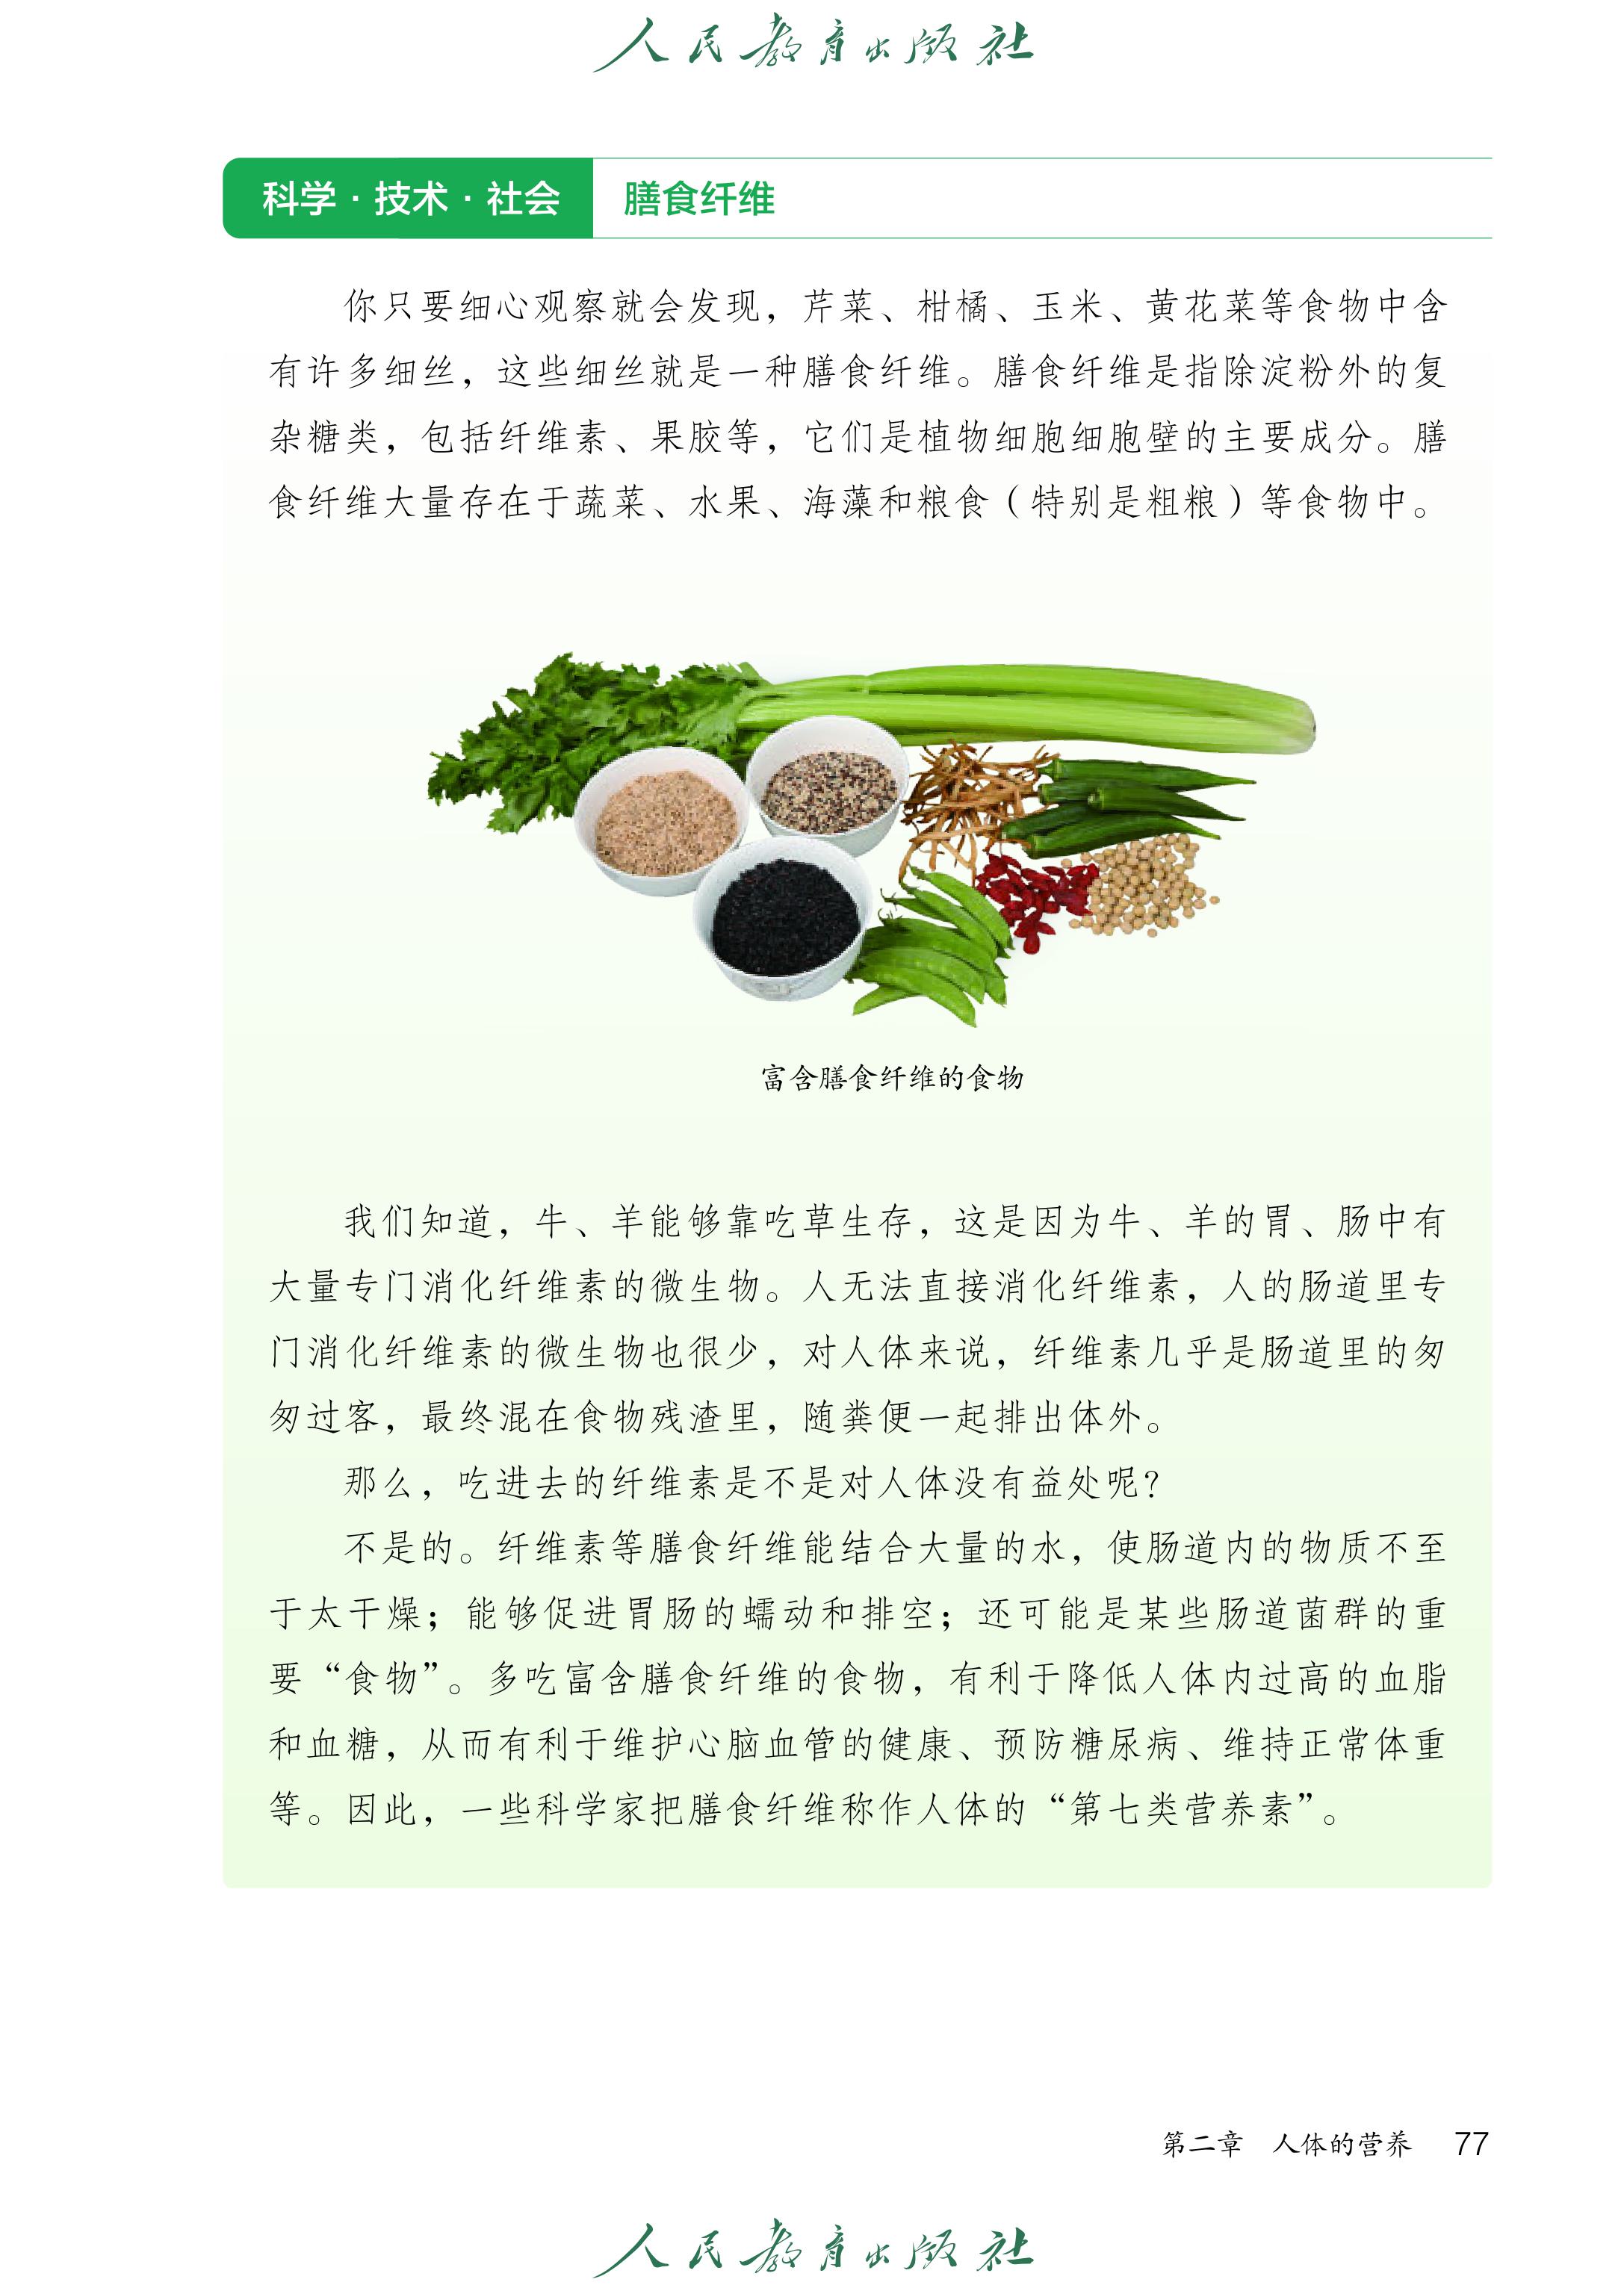 人民教育出版社
科学·技术·社会 膳食纤维
你只要细心观察就会发现，芹菜、柑橘、玉米、黄花菜等食物中含
有许多细丝，这些细丝就是一种膳食纤维。膳食纤维是指除淀粉外的复
杂糖类，包括纤维素、果胶等，它们是植物细胞细胞壁的主要成分。膳
食纤维大量存在于蔬菜、水果、海藻和粮食（特别是粗粮）等食物中。
富含膳食纤维的食物
我们知道，牛、羊能够靠吃草生存，这是因为牛、羊的胃、肠中有
大量专门消化纤维素的微生物。人无法直接消化纤维素，人的肠道里专
门消化纤维素的微生物也很少，对人体来说，纤维素几乎是肠道里的匆
匆过客，最终混在食物残渣里，随粪便一起排出体外。
那么，吃进去的纤维素是不是对人体没有益处呢？
不是的。纤维素等膳食纤维能结合大量的水，使肠道内的物质不至
于太干燥；能够促进胃肠的蠕动和排空；还可能是某些肠道菌群的重
要“食物”。多吃富含膳食纤维的食物，有利于降低人体内过高的血脂
和血糖，从而有利于维护心脑血管的健康、预防糖尿病、维持正常体重
等。因此，一些科学家把膳食纤维称作人体的“第七类营养素”。
第二章 人体的营养 77
人民教育出版社